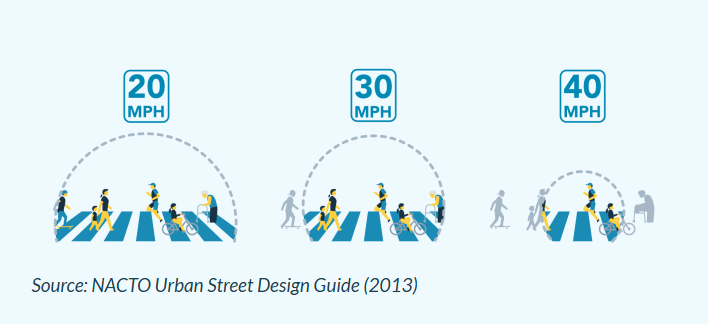 20
MPH
30
MPH
40
MPH
Source: NACTO Urban Street Design Guide (2013)